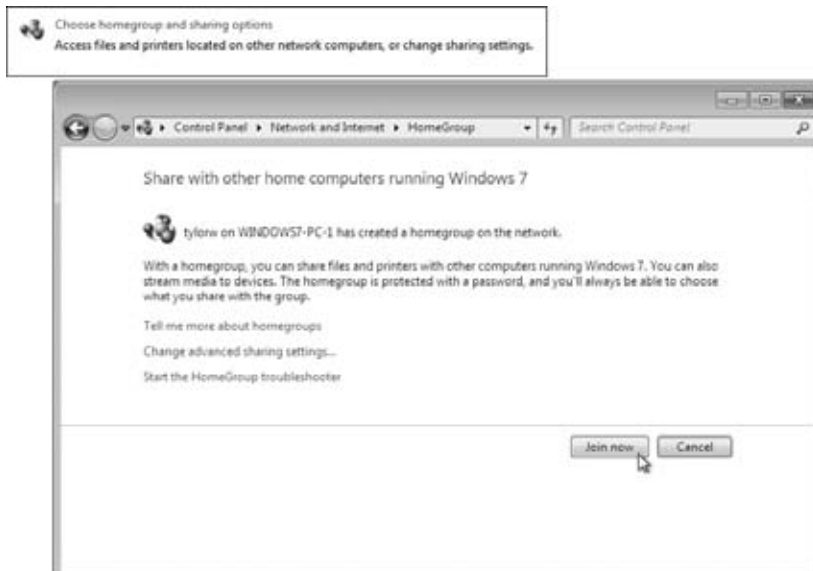 Choose homegroup and sharing options
Access files and printers located on other network computers, or change sharing settings.
Control Panel ▸ Network and Internet ▸ HomeGroup
Search Control Panel
Share with other home computers running Windows 7
tylorw on WINDOWS7-PC-1 has created a homegroup on the network.
With a homegroup, you can share files and printers with other computers running Windows 7. You can also
stream media to devices. The homegroup is protected with a password, and you'll always be able to choose
what you share with the group.
Tell me more about homegroups
Change advanced sharing settings...
Start the HomeGroup troubleshooter
Join now
Cancel